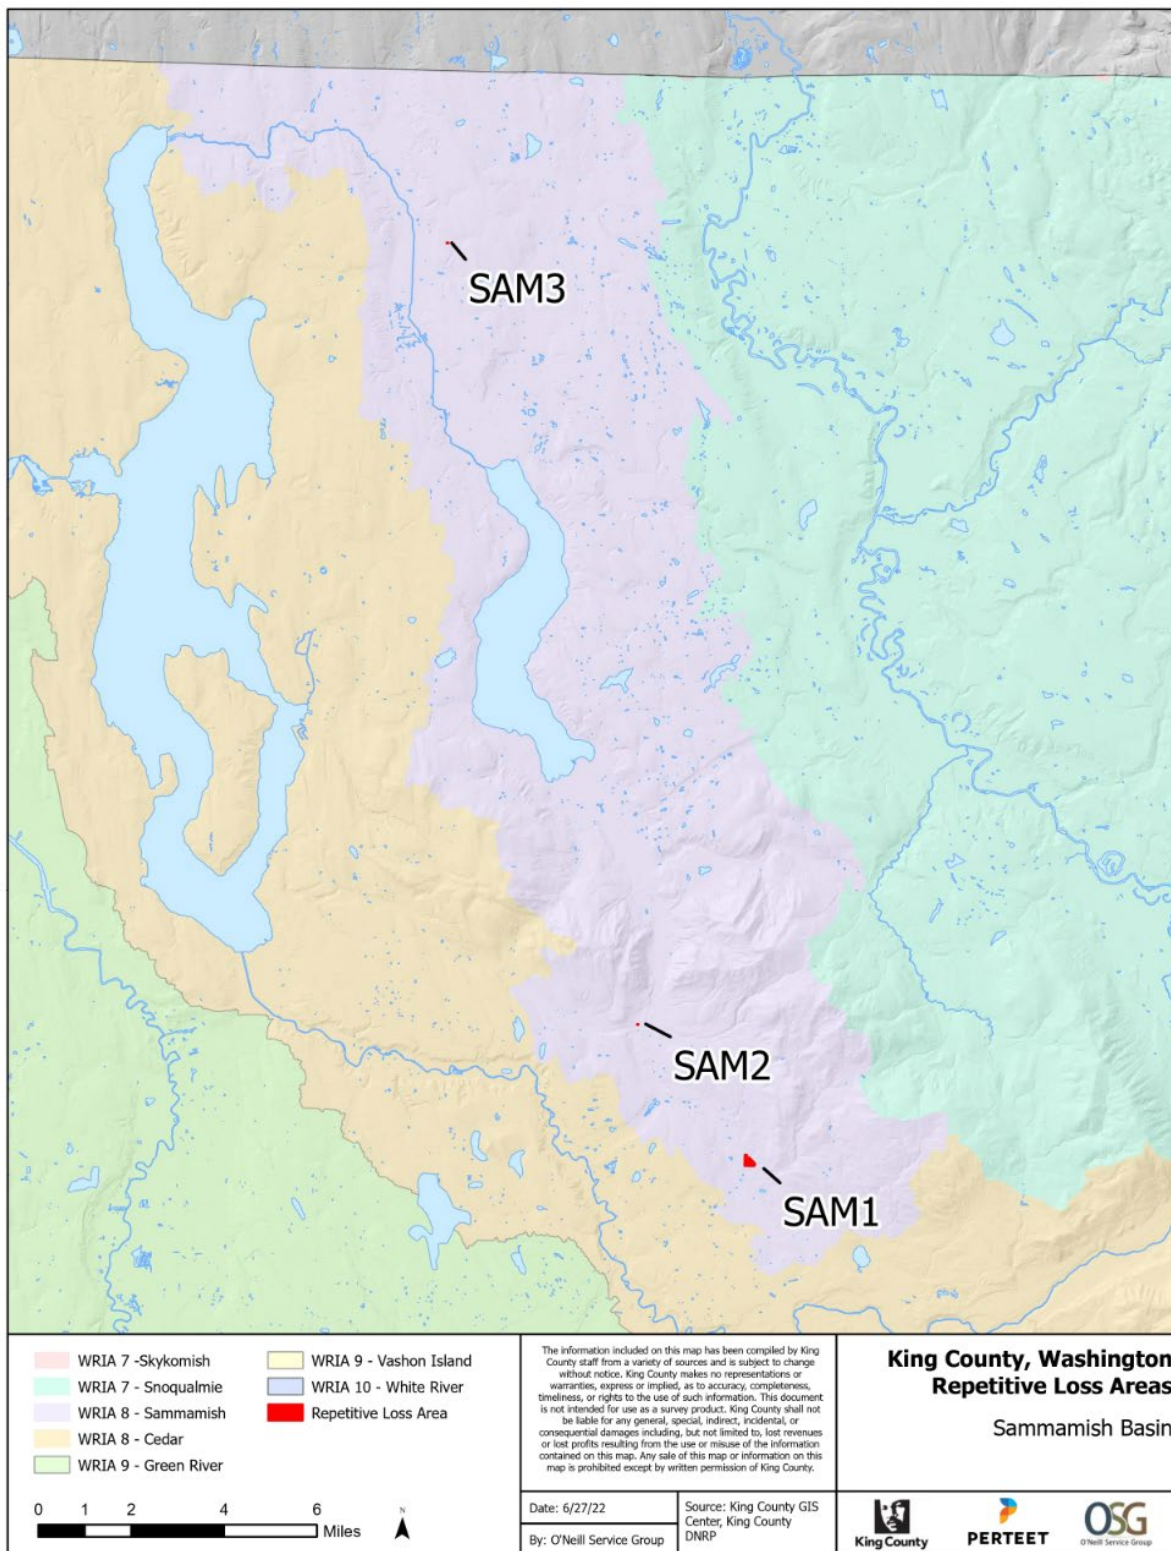 SAM3
SAM2
SAM1
WRIA 7 -Skykomish
WRIA 7 - Snoqualmie
WRIA 8 - Sammamish
WRIA 8 - Cedar
WRIA 9 - Green River
WRIA 9 - Vashon Island
WRIA 10 - White River
Repetitive Loss Area
0 1 2 4 6
Miles
N
The information included on this map has been compiled by King
County staff from a variety of sources and is subject to change
without notice. King County makes no representations or
warranties, express or implied, as to accuracy, completeness,
timeliness, or rights to the use of such information. This document
is not intended for use as a survey product. King County shall not
be liable for any general, special, indirect, incidental, or
consequential damages including, but not limited to, lost revenues
or lost profits resulting from the use or misuse of the information
contained on this map. Any sale of this map or information on this
map is prohibited except by written permission of King County.
Date: 6/27/22
By: O'Neill Service Group
Source: King County GIS
Center, King County
DNRP
King County, Washington
Repetitive Loss Areas
Sammamish Basin
King County
PERTEET
OSG
O'Neill Service Group